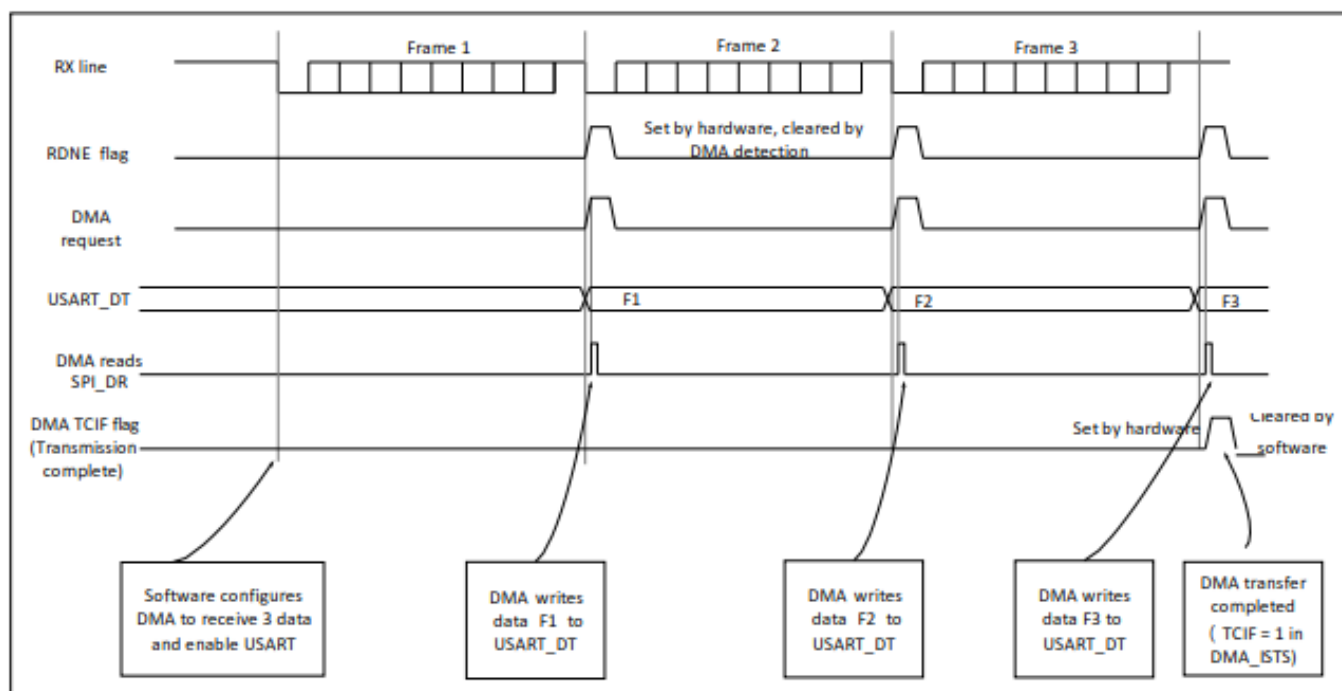 Frame 1
Frame 2
Frame 3
RX line
RDNE flag
Set by hardware, cleared by
DMA detection
DMA
request
USART_DT
F1
F2
F3
DMA reads
SPI_DR
DMA TCIF flag
(Transmission
complete)
Set by hardware
Cleared by
software
Software configures
DMA to receive 3 data
and enable USART
DMA writes
data F1 to
USART_DT
DMA writes
data F2 to
USART_DT
DMA writes
data F3 to
USART_DT
DMA transfer
completed
( TCIF = 1 in
DMA_ISTS)